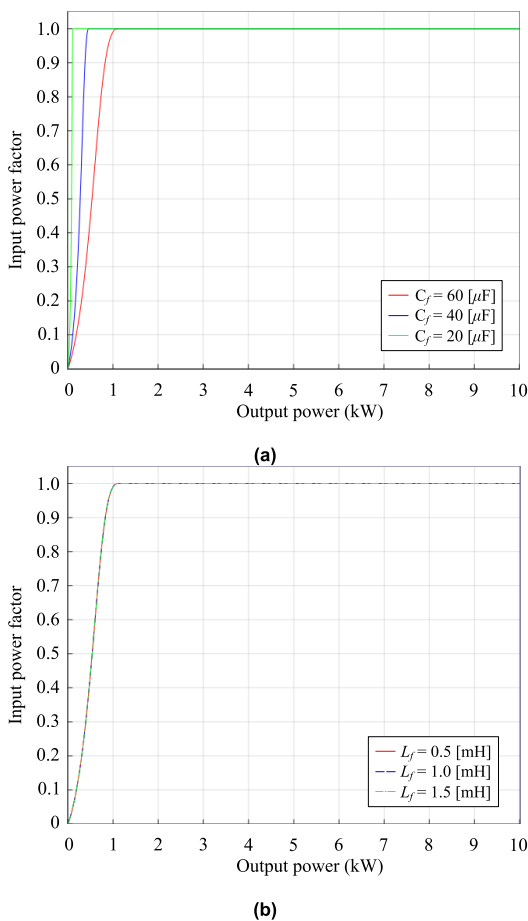 1.0
0.9
0.8
0.7
0.6
0.5
0.4
0.3
0.2
0.1
0
Input power factor
C_f = 60 [μF]
C_f = 40 [μF]
C_f = 20 [μF]
0 1 2 3 4 5 6 7 8 9 10
Output power (kW)
(a)
1.0
0.9
0.8
0.7
0.6
0.5
0.4
0.3
0.2
0.1
0
Input power factor
L_f = 0.5 [mH]
L_f = 1.0 [mH]
L_f = 1.5 [mH]
0 1 2 3 4 5 6 7 8 9 10
Output power (kW)
(b)